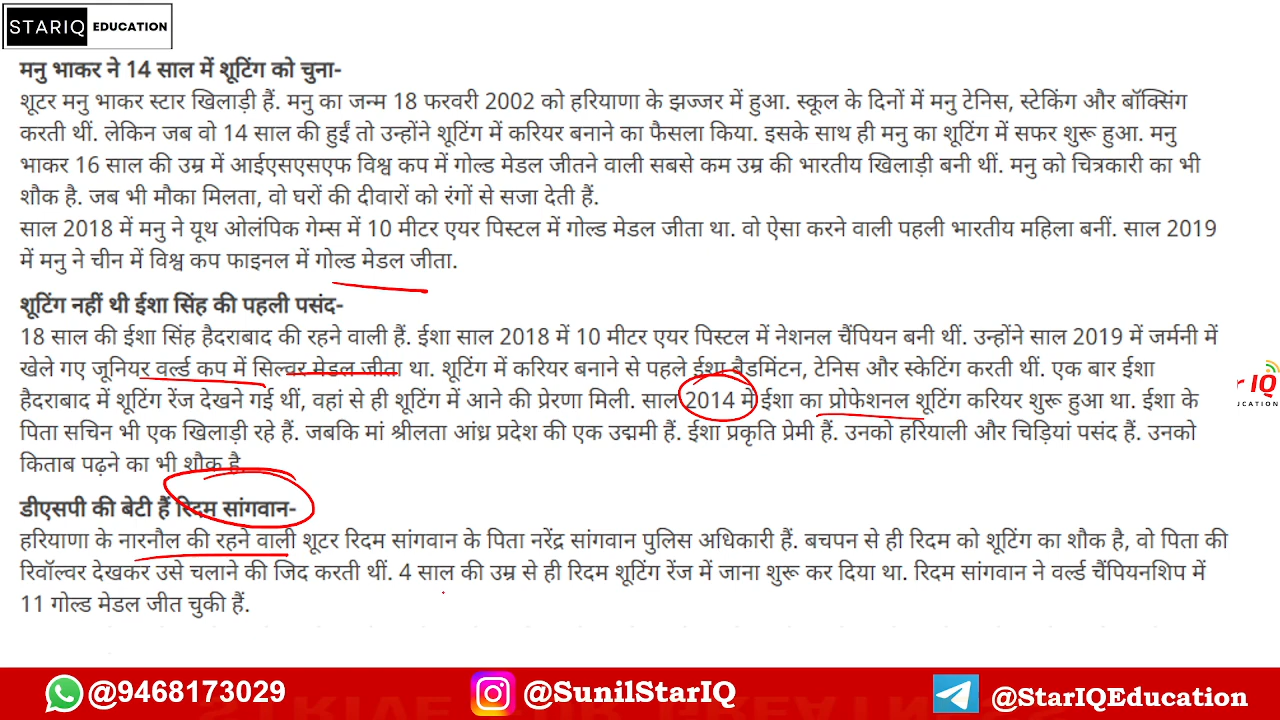 STARIQ EDUCATION
मनु भाकर ने 14 साल में शूटिंग को चुना-
शूटर मनु भाकर स्टार खिलाड़ी हैं. मनु का जन्म 18 फरवरी 2002 को हरियाणा के झज्जर में हुआ. स्कूल के दिनों में मनु टेनिस, स्टेकिंग और बॉक्सिंग
करती थीं. लेकिन जब वो 14 साल की हुईं तो उन्होंने शूटिंग में करियर बनाने का फैसला किया. इसके साथ ही मनु का शूटिंग में सफर शुरू हुआ. मनु
भाकर 16 साल की उम्र में आईएसएसएफ विश्व कप में गोल्ड मेडल जीतने वाली सबसे कम उम्र की भारतीय खिलाड़ी बनी थीं. मनु को चित्रकारी का भी
शौक है. जब भी मौका मिलता, वो घरों की दीवारों को रंगों से सजा देती हैं.
साल 2018 में मनु ने यूथ ओलंपिक गेम्स में 10 मीटर एयर पिस्टल में गोल्ड मेडल जीता था. वो ऐसा करने वाली पहली भारतीय महिला बनीं. साल 2019
में मनु ने चीन में विश्व कप फाइनल में गोल्ड मेडल जीता.
शूटिंग नहीं थी ईशा सिंह की पहली पसंद-
18 साल की ईशा सिंह हैदराबाद की रहने वाली हैं. ईशा साल 2018 में 10 मीटर एयर पिस्टल में नेशनल चैंपियन बनी थीं. उन्होंने साल 2019 में जर्मनी में
खेले गए जूनियर वर्ल्ड कप में सिल्वर मेडल जीता था. शूटिंग में करियर बनाने से पहले ईशा बैडमिंटन, टेनिस और स्केटिंग करती थीं. एक बार ईशा
हैदराबाद में शूटिंग रेंज देखने गई थीं, वहां से ही शूटिंग में आने की प्रेरणा मिली. साल 2014 में ईशा का प्रोफेशनल शूटिंग करियर शुरू हुआ था. ईशा के
पिता सचिन भी एक खिलाड़ी रहे हैं. जबकि मां श्रीलता आंध्र प्रदेश की एक उद्यमी हैं. ईशा प्रकृति प्रेमी हैं. उनको हरियाली और चिड़ियां पसंद हैं. उनको
किताब पढ़ने का भी शौक है.
डीएसपी की बेटी हैं रिदम सांगवान-
हरियाणा के नारनौल की रहने वाली शूटर रिदम सांगवान के पिता नरेंद्र सांगवान पुलिस अधिकारी हैं. बचपन से ही रिदम को शूटिंग का शौक है, वो पिता की
रिवॉल्वर देखकर उसे चलाने की जिद करती थीं. 4 साल की उम्र से ही रिदम शूटिंग रेंज में जाना शुरू कर दिया था. रिदम सांगवान ने वर्ल्ड चैंपियनशिप में
11 गोल्ड मेडल जीत चुकी हैं.
IQ
@9468173029 @SunilStarIQ @StarIQEducation